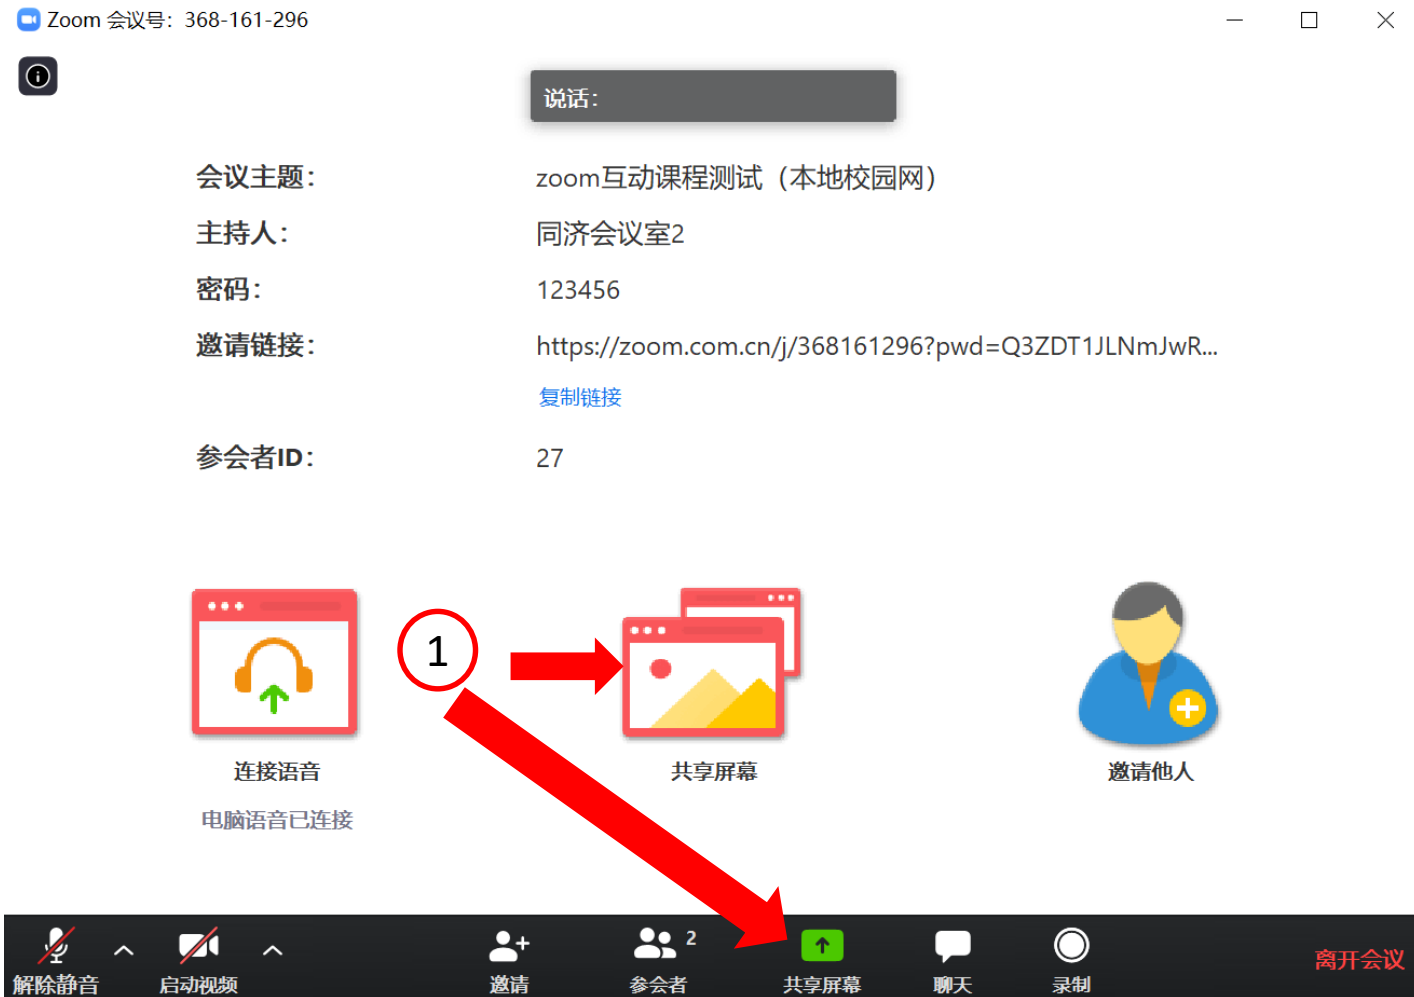 Zoom 会议号：368-161-296
说话：
会议主题： zoom互动课程测试（本地校园网）
主持人： 同济会议室2
密码： 123456
邀请链接： https://zoom.com.cn/j/368161296?pwd=Q3ZDT1JLNmJwR...
复制链接
参会者ID： 27
1
连接语音 共享屏幕 邀请他人
电脑语音已连接
2
解除静音 启动视频 邀请 参会者 共享屏幕 聊天 录制 离开会议